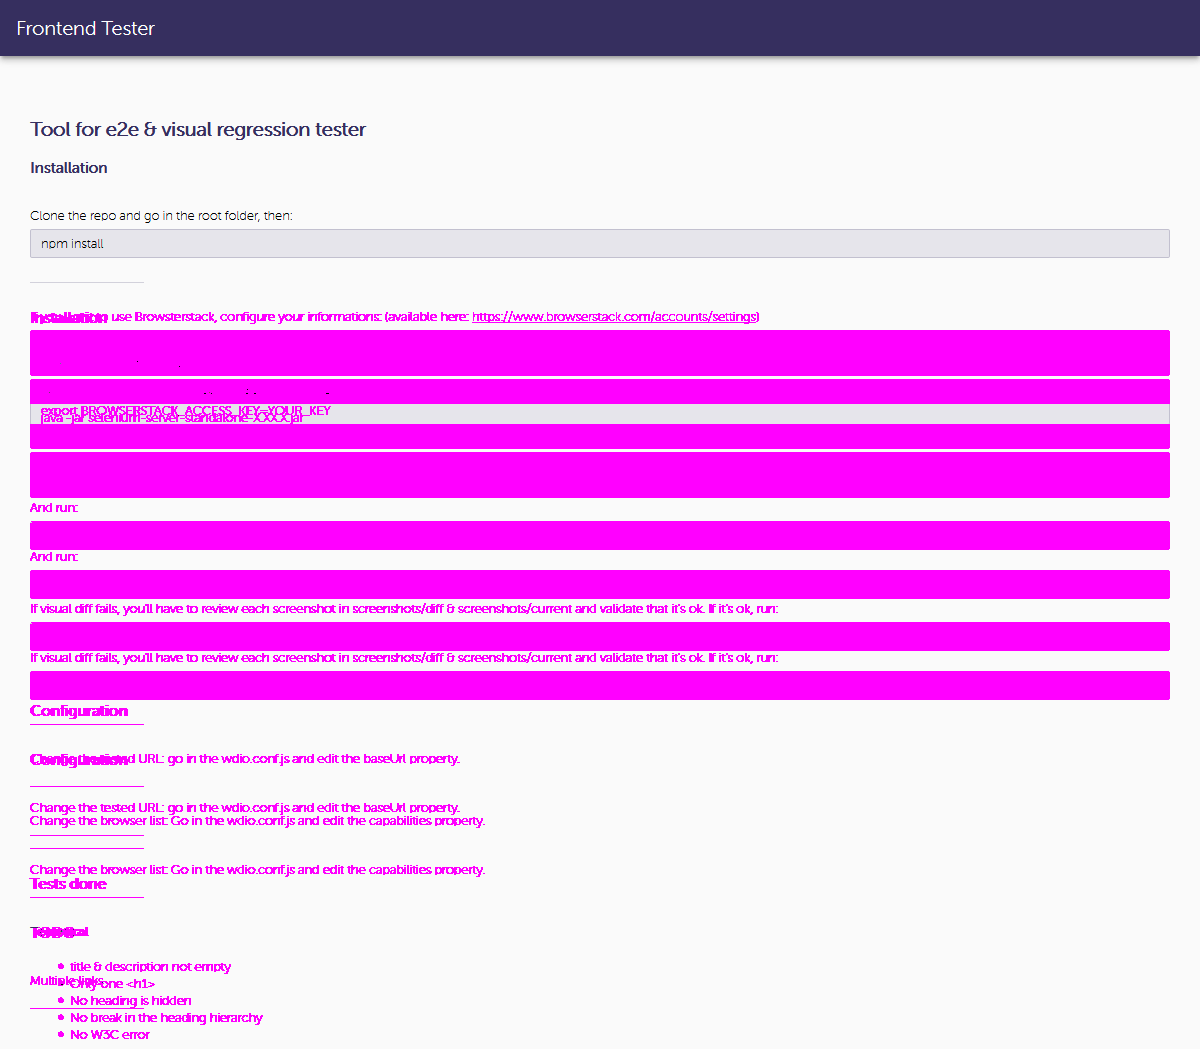 Frontend Tester
Tool for e2e & visual regression tester
Installation
Clone the repo and go in the root folder, then:
npm install
Installation
to use Browsterstack, configure your informations: (available here: https://www.browserstack.com/accounts/settings)
export BROWSERSTACK_ACCESS_KEY=YOUR_KEY
java -jar selenium-server-standalone-X.X.X.jar
And run:
And run:
If visual diff fails, you'll have to review each screenshot in screenshots/diff & screenshots/current and validate that it's ok. If it's ok, run:
If visual diff fails, you'll have to review each screenshot in screenshots/diff & screenshots/current and validate that it's ok. If it's ok, run:
Configuration
Change the tested URL: go in the wdio.conf.js and edit the baseUrl property.
Configuration
Change the tested URL: go in the wdio.conf.js and edit the baseUrl property.
Change the browser list: Go in the wdio.conf.js and edit the capabilities property.
Change the browser list: Go in the wdio.conf.js and edit the capabilities property.
Tests done
title & description not empty
Multiple links
Only one <h1>
No heading is hidden
No break in the heading hierarchy
No W3C error